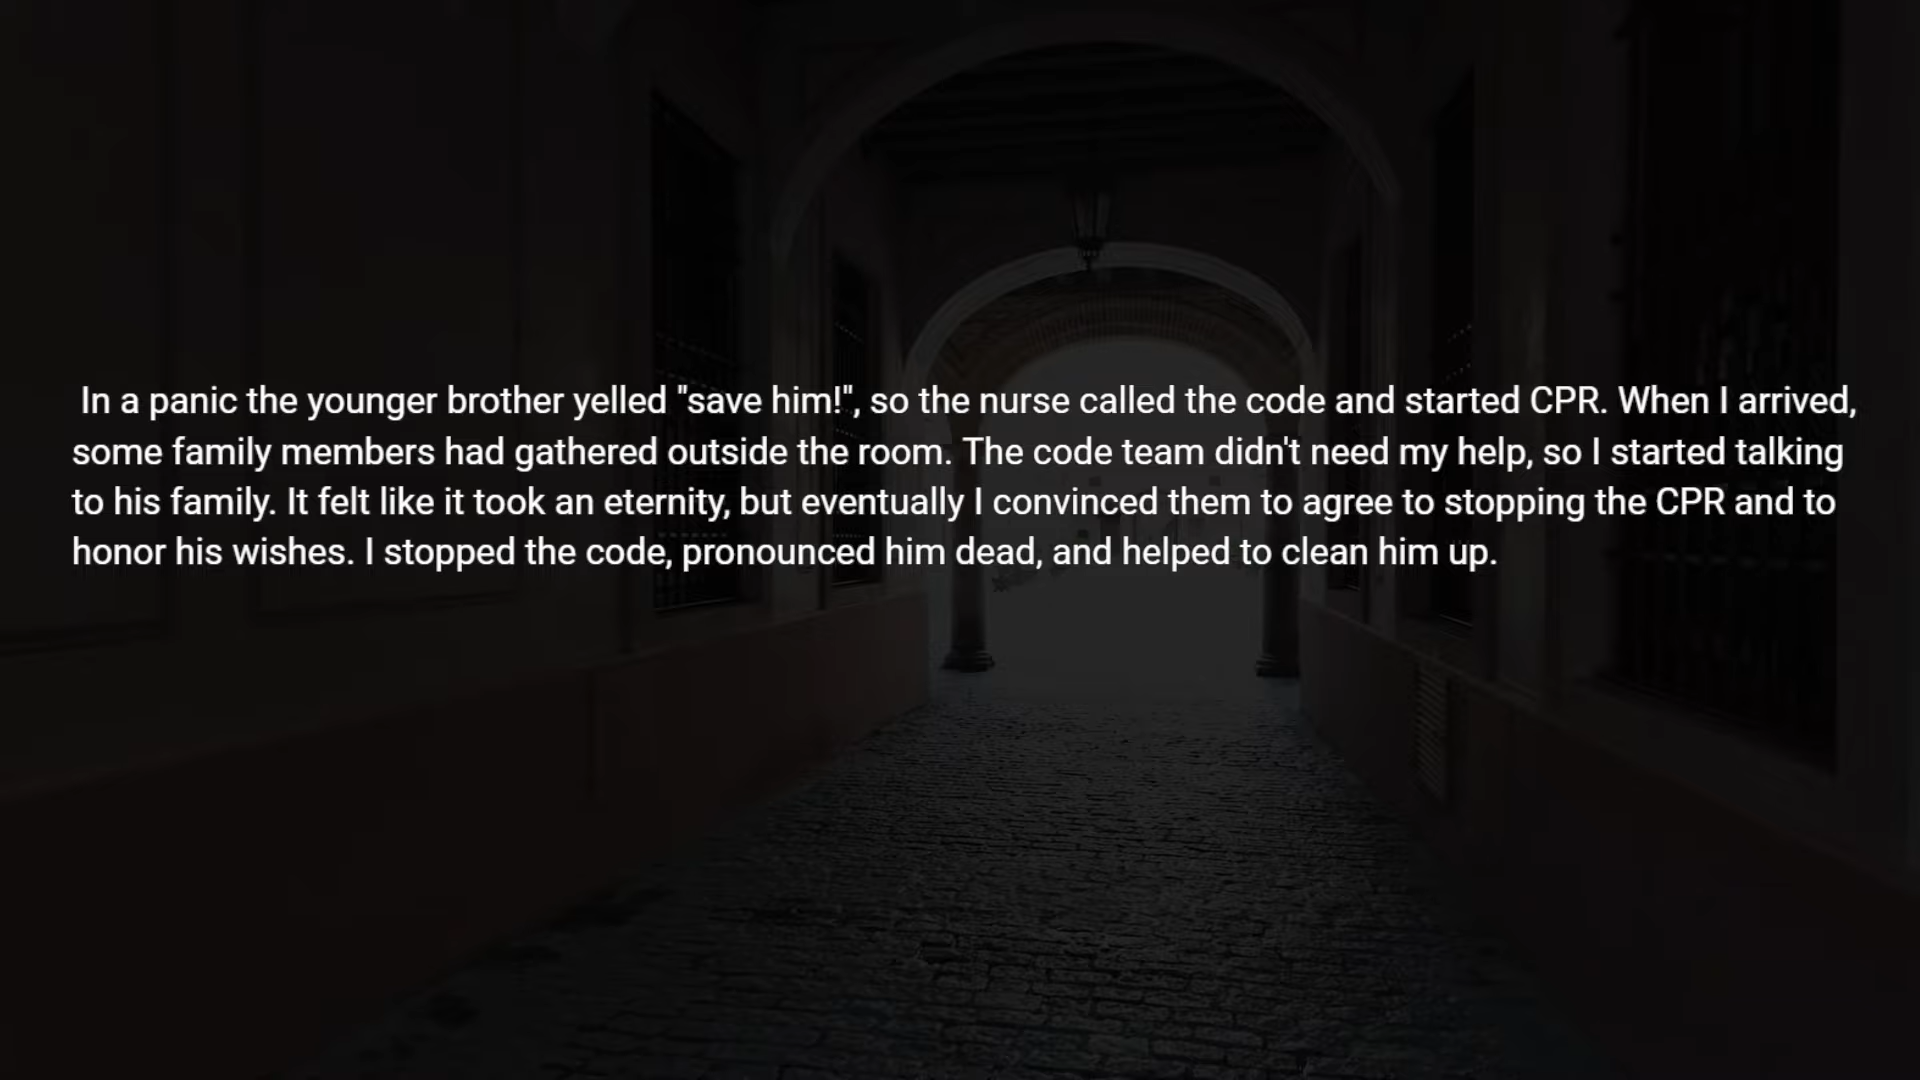 In a panic the younger brother yelled "save him!", so the nurse called the code and started CPR. When I arrived,
some family members had gathered outside the room. The code team didn't need my help, so I started talking
to his family. It felt like it took an eternity, but eventually I convinced them to agree to stopping the CPR and to
honor his wishes. I stopped the code, pronounced him dead, and helped to clean him up.